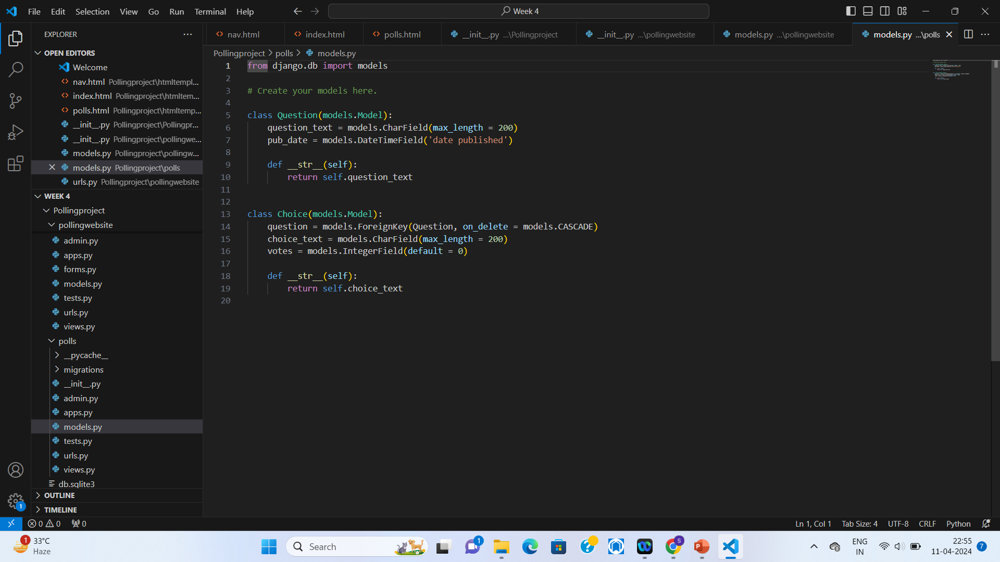 File Edit Selection View Go Run Terminal Help
Week 4
EXPLORER
OPEN EDITORS
Welcome
nav.html Pollingproject\htmltempl...
index.html Pollingproject\htmltem...
polls.html Pollingproject\htmltemp...
__init__.py Pollingproject\Pollingpr...
__init__.py Pollingproject\pollingwe...
models.py Pollingproject\pollingw...
models.py Pollingproject\polls
urls.py Pollingproject\pollingwebsite
WEEK 4
Pollingproject
pollingwebsite
admin.py
apps.py
forms.py
models.py
tests.py
urls.py
views.py
polls
__pycache__
migrations
__init__.py
admin.py
apps.py
models.py
tests.py
urls.py
views.py
db.sqlite3
OUTLINE
TIMELINE
nav.html index.html polls.html __init__.py ...\Pollingproject __init__.py ...\pollingwebsite models.py ...\pollingwebsite models.py ...\polls
Pollingproject > polls > models.py
1 from django.db import models
2
3 # Create your models here.
4
5 class Question(models.Model):
6 question_text = models.CharField(max_length = 200)
7 pub_date = models.DateTimeField('date published')
8
9 def __str__(self):
10 return self.question_text
11
12
13 class Choice(models.Model):
14 question = models.ForeignKey(Question, on_delete = models.CASCADE)
15 choice_text = models.CharField(max_length = 200)
16 votes = models.IntegerField(default = 0)
17
18 def __str__(self):
19 return self.choice_text
20
1
0 0 0
Ln 1, Col 1 Tab Size: 4 UTF-8 CRLF Python
1
33°C
Haze
Search
1
S
P
ENG
IN
22:55
11-04-2024
7